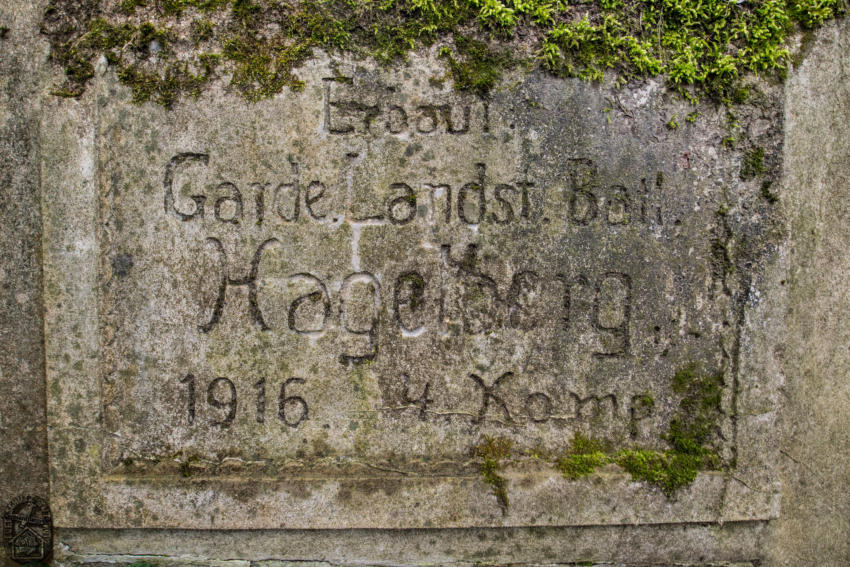 Erbaut.
Garde. Landst. Batl.
Hagelberg.
1916. 4 Komp